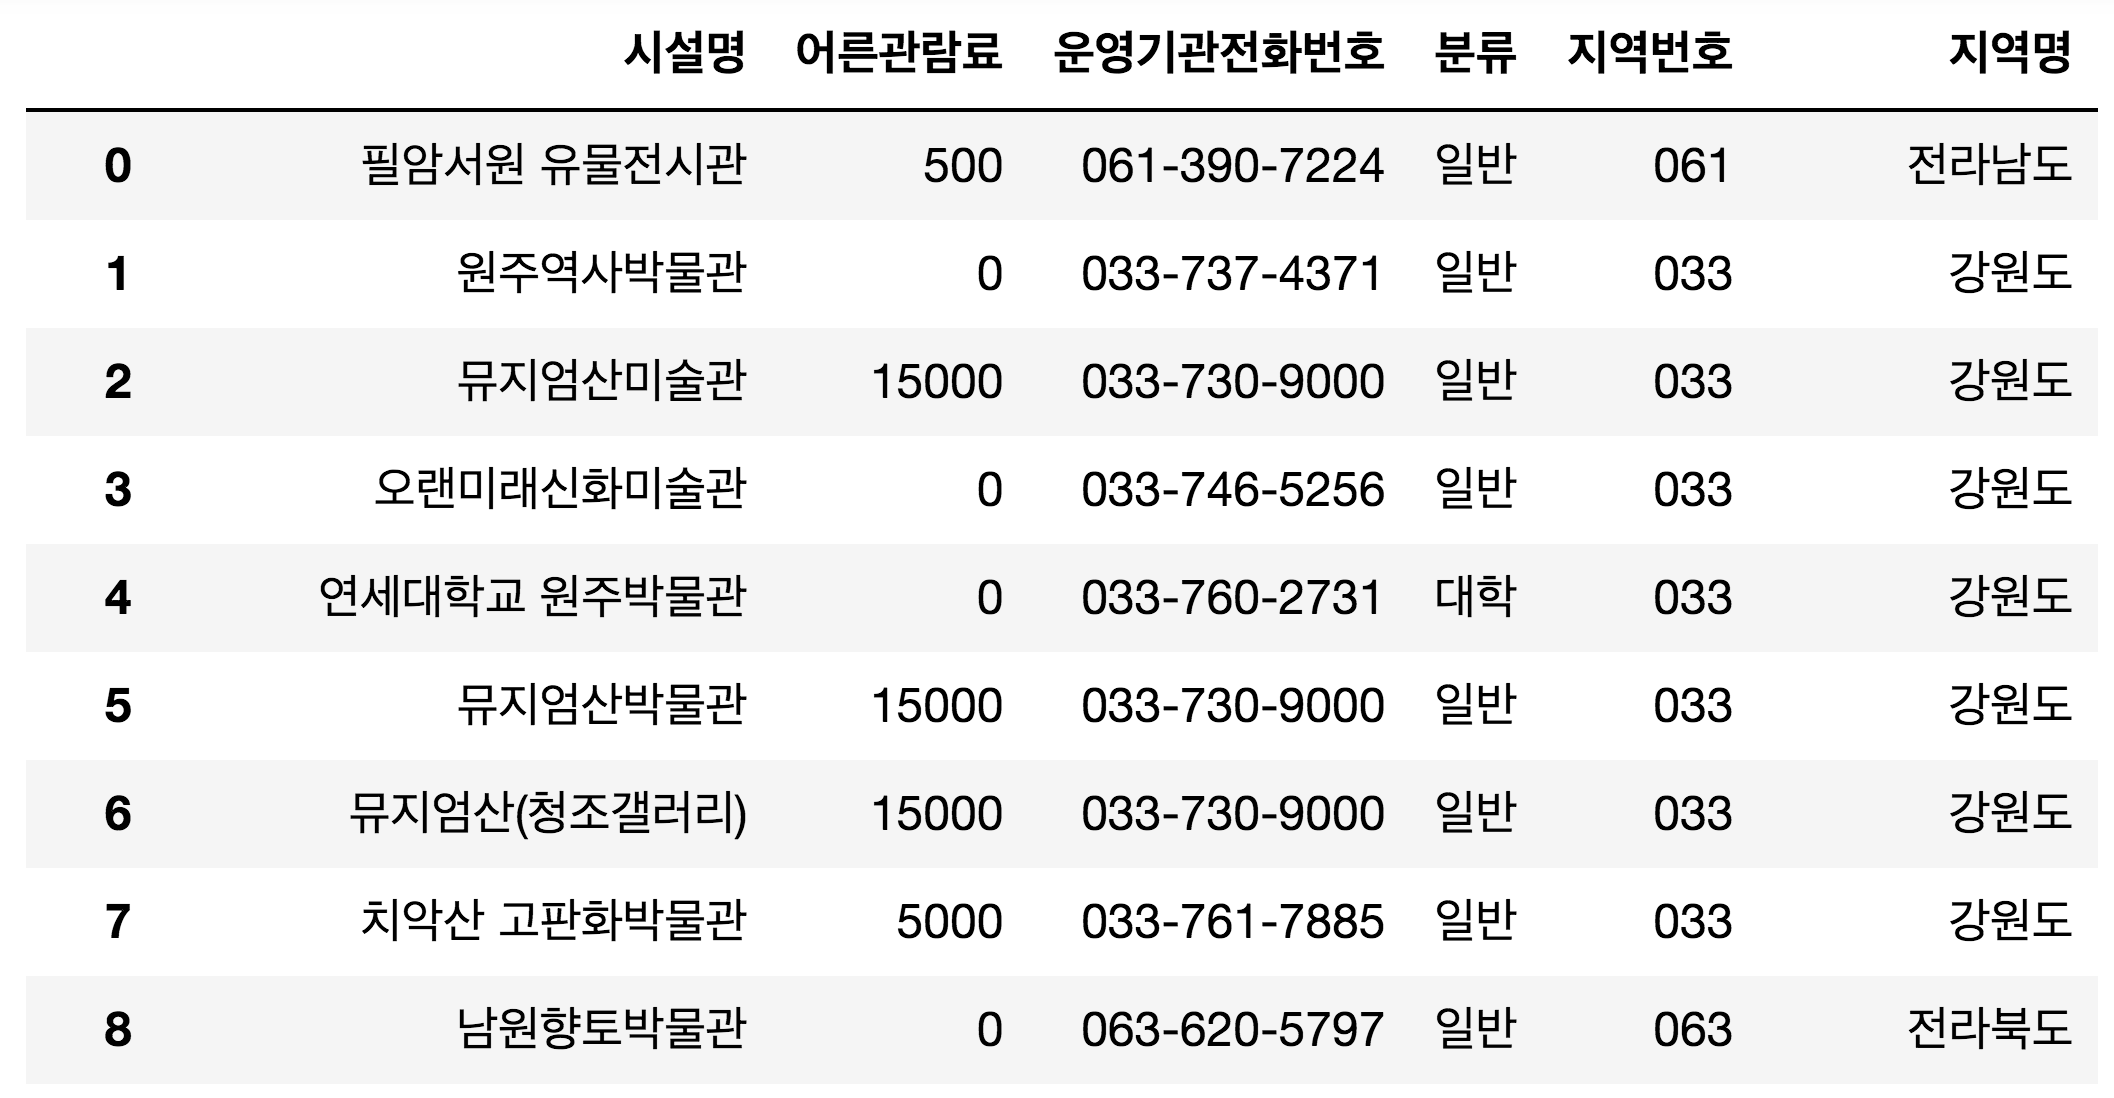 시설명 어른관람료 운영기관전화번호 분류 지역번호 지역명
0 필암서원 유물전시관 500 061-390-7224 일반 061 전라남도
1 원주역사박물관 0 033-737-4371 일반 033 강원도
2 뮤지엄산미술관 15000 033-730-9000 일반 033 강원도
3 오랜미래신화미술관 0 033-746-5256 일반 033 강원도
4 연세대학교 원주박물관 0 033-760-2731 대학 033 강원도
5 뮤지엄산박물관 15000 033-730-9000 일반 033 강원도
6 뮤지엄산(청조갤러리) 15000 033-730-9000 일반 033 강원도
7 치악산 고판화박물관 5000 033-761-7885 일반 033 강원도
8 남원향토박물관 0 063-620-5797 일반 063 전라북도